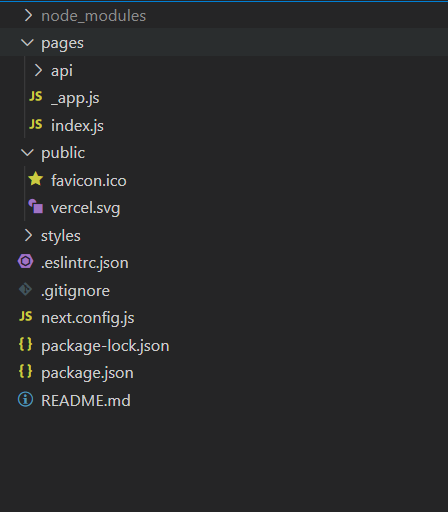 node_modules
pages
api
JS _app.js
JS index.js
public
favicon.ico
vercel.svg
styles
.eslintrc.json
.gitignore
JS next.config.js
{} package-lock.json
{} package.json
README.md